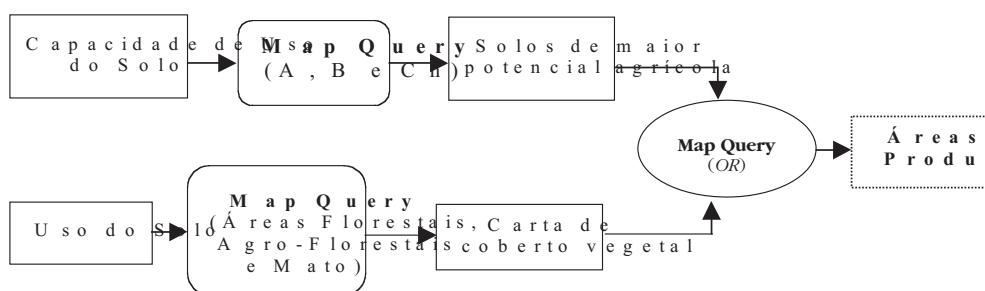 Capacidade de Uso
do Solo
Map Query
(A, B e Ch)
Solos de maior
potencial agrícola
Map Query
(OR)
Áreas
Produ
Uso do Solo
Map Query
(Áreas Florestais,
Agro-Florestais
e Mato)
Carta de
coberto vegetal